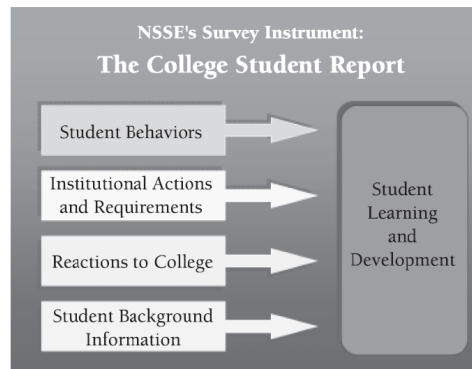 NSSE's Survey Instrument:
The College Student Report
Student Behaviors
Institutional Actions
and Requirements
Reactions to College
Student Background
Information
Student
Learning
and
Development